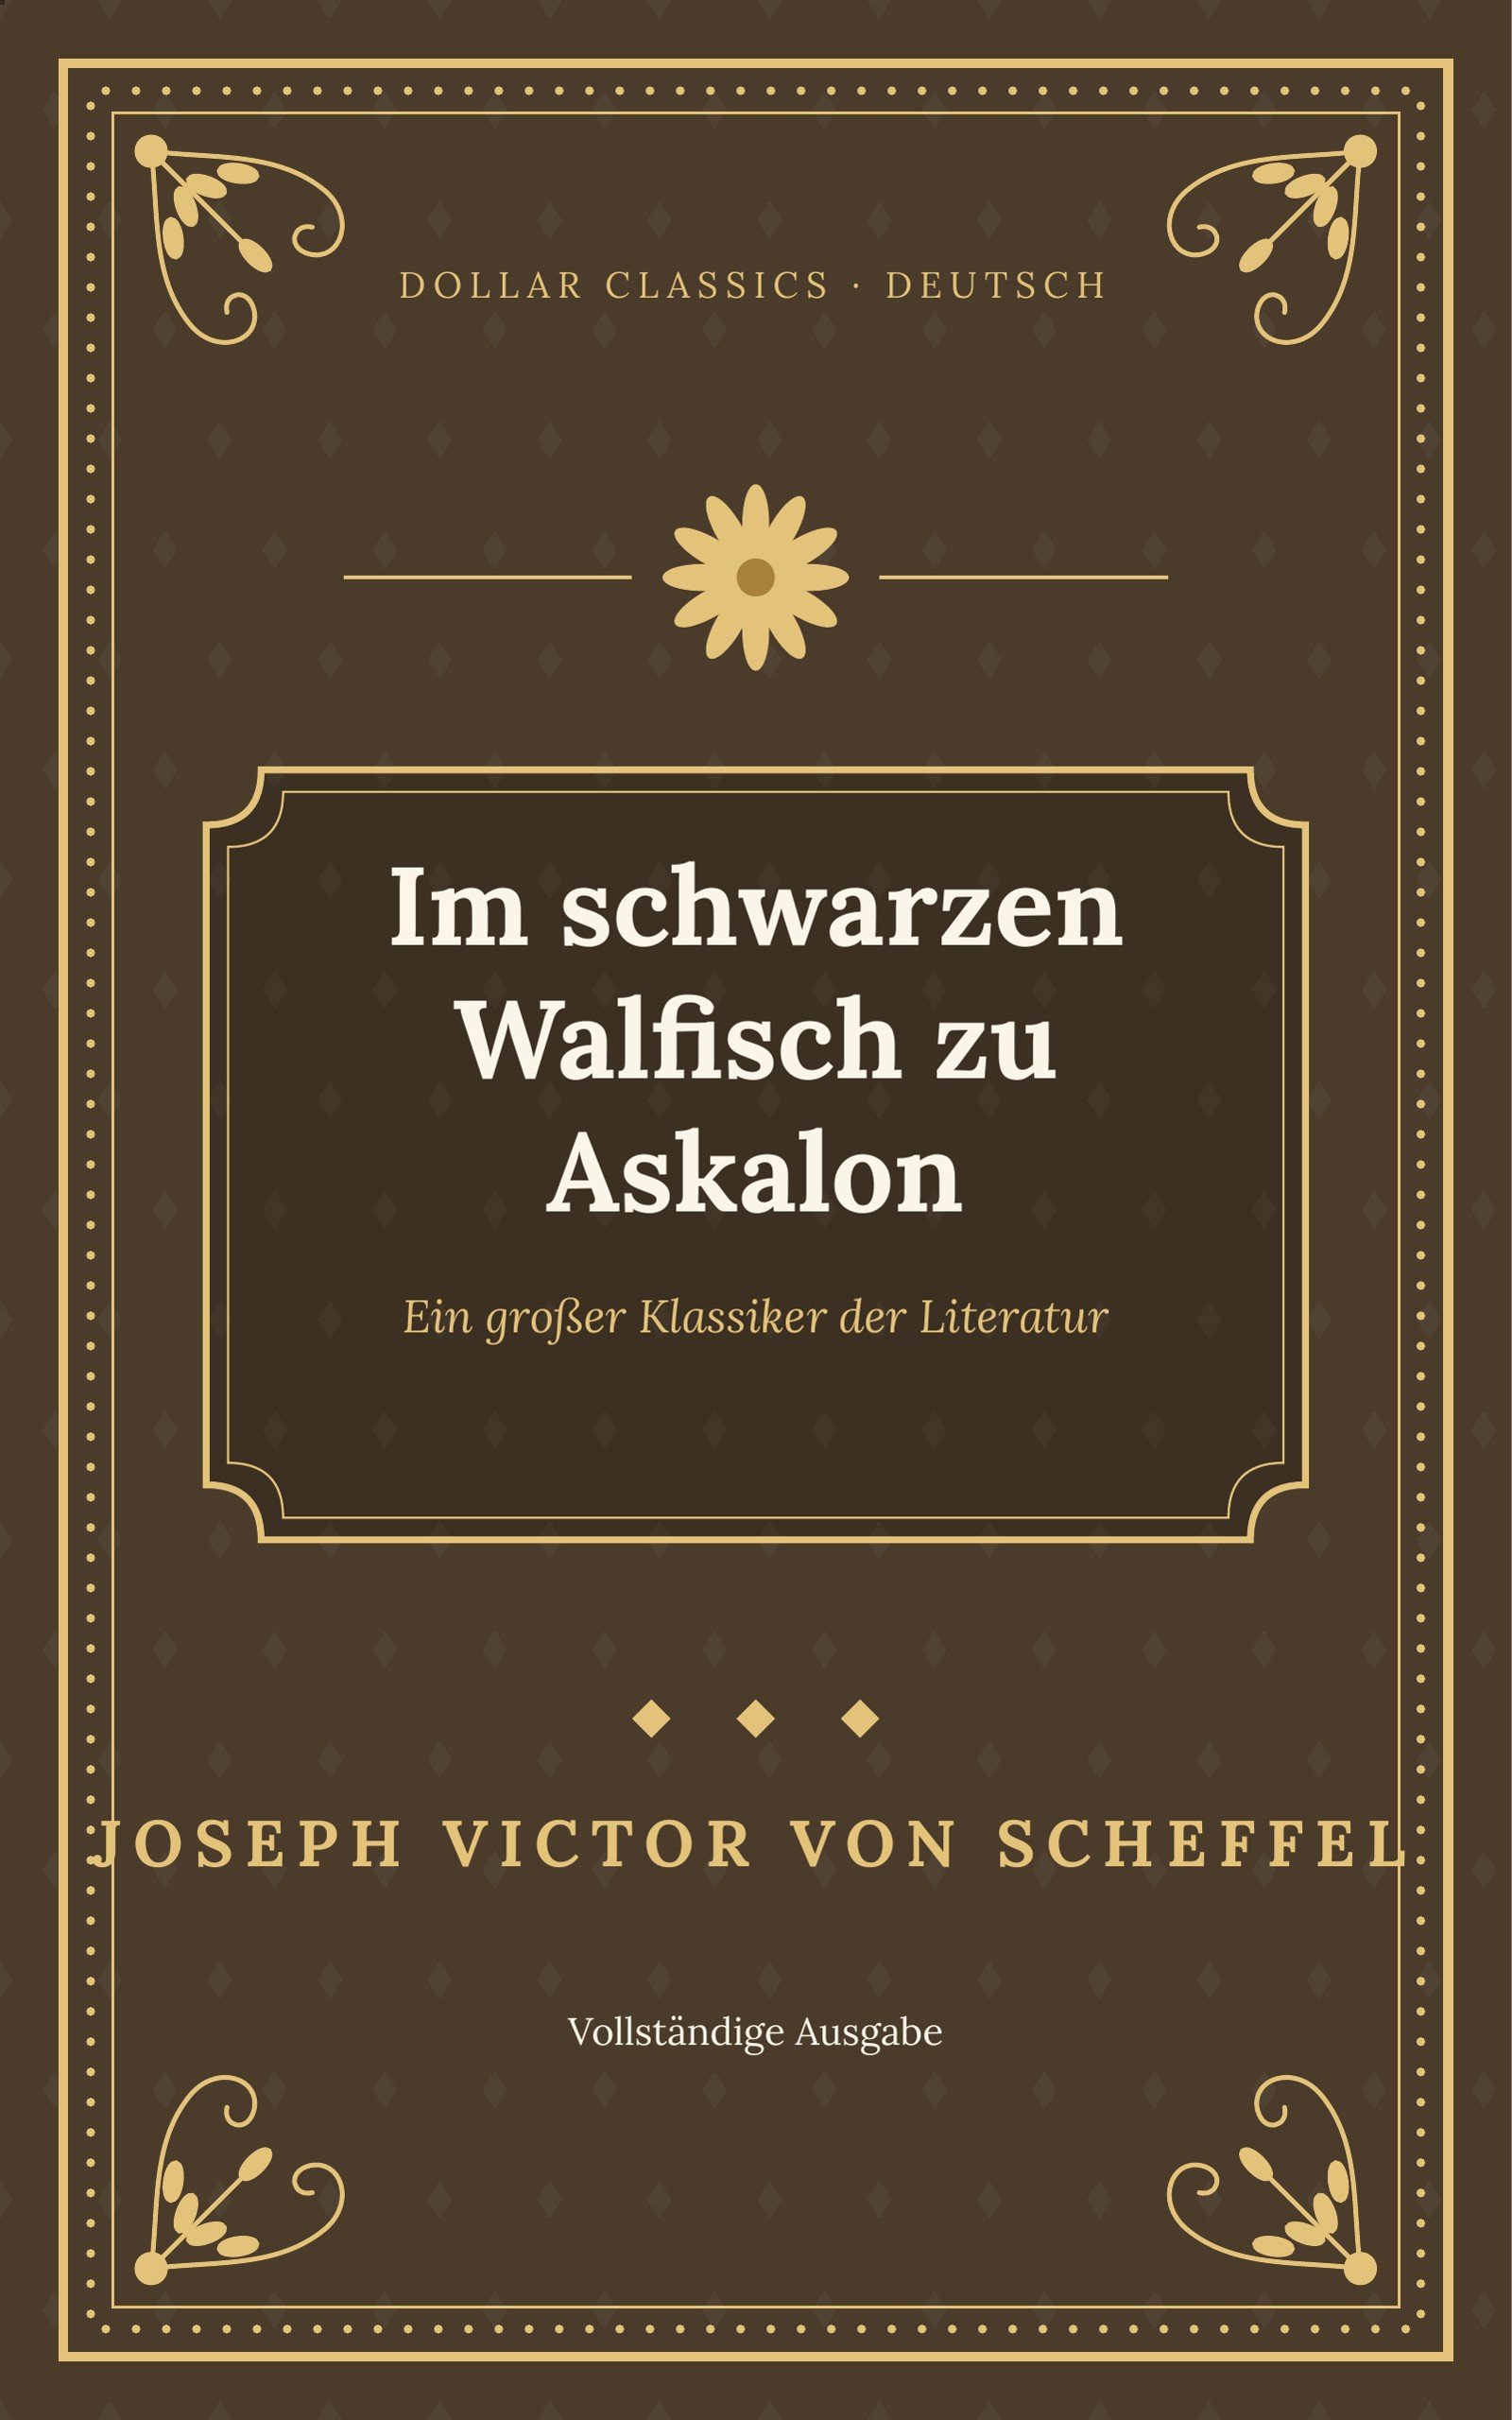 DOLLAR CLASSICS · DEUTSCH
Im schwarzen
Walfisch zu
Askalon
Ein großer Klassiker der Literatur
JOSEPH VICTOR VON SCHEFFEL
Vollständige Ausgabe